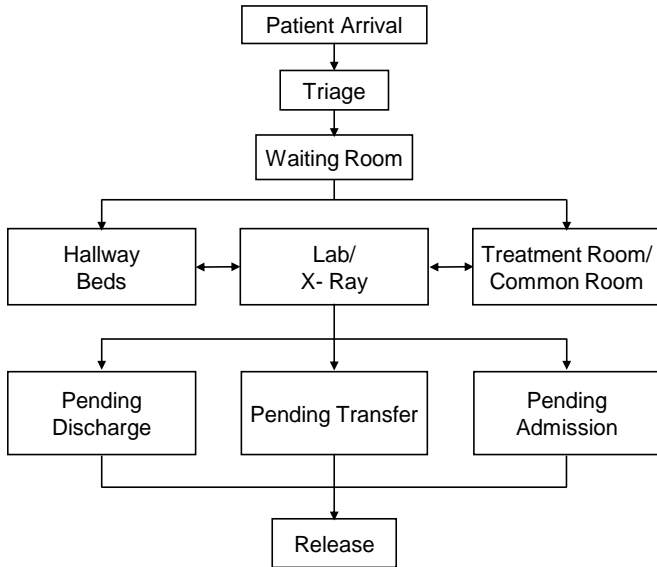 Patient Arrival
Triage
Waiting Room
Hallway
Beds
Lab/
X- Ray
Treatment Room/
Common Room
Pending
Discharge
Pending Transfer
Pending
Admission
Release